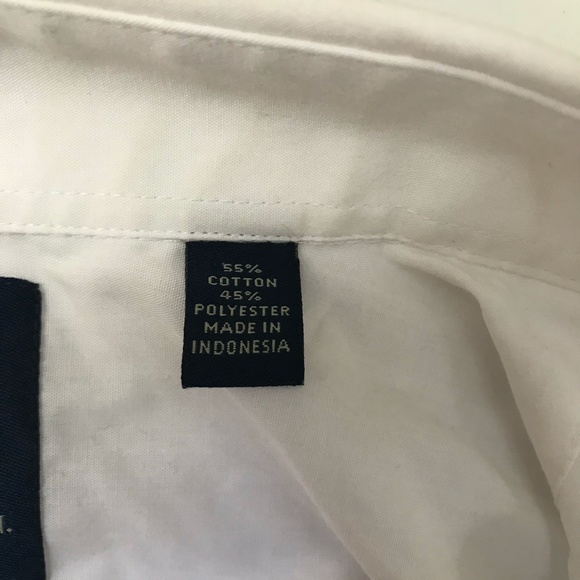 55%
COTTON
45%
POLYESTER
MADE IN
INDONESIA